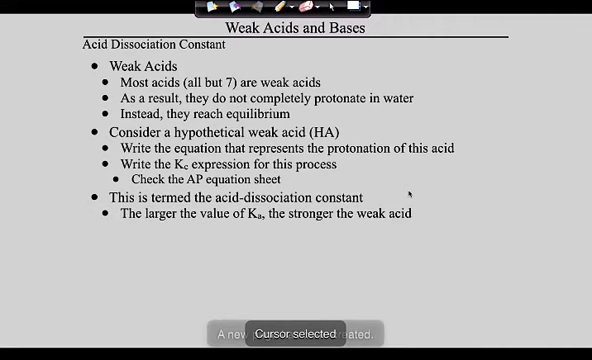 Weak Acids and Bases
Acid Dissociation Constant
• Weak Acids
• Most acids (all but 7) are weak acids
• As a result, they do not completely protonate in water
• Instead, they reach equilibrium
• Consider a hypothetical weak acid (HA)
• Write the equation that represents the protonation of this acid
• Write the Kc expression for this process
• Check the AP equation sheet
• This is termed the acid-dissociation constant
• The larger the value of Ka, the stronger the weak acid
A new
Cursor selected